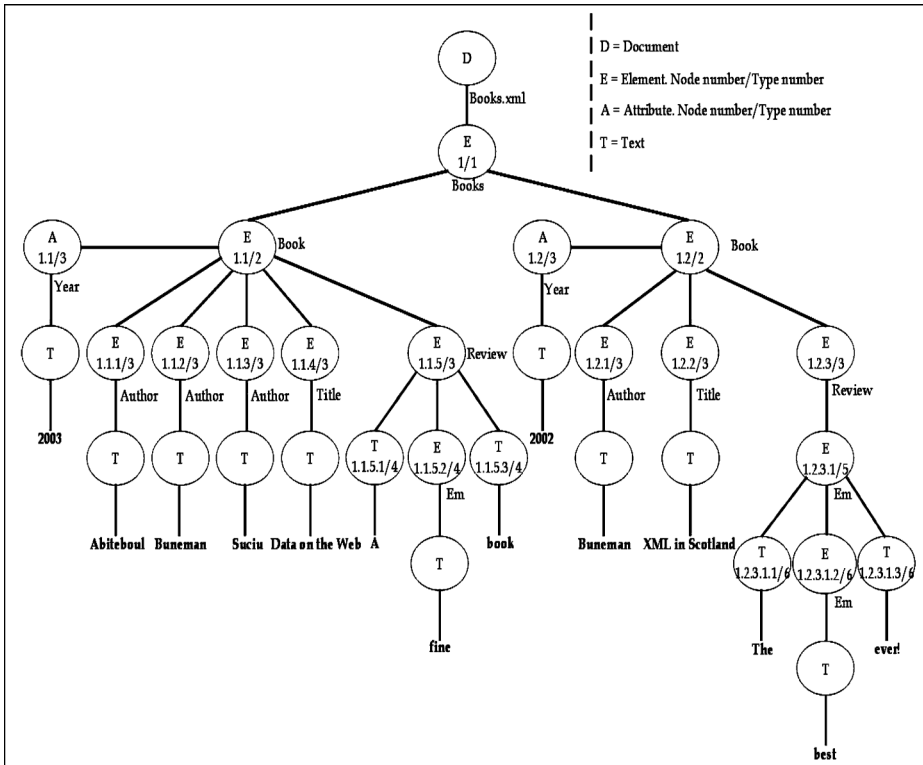 D = Document
E = Element. Node number/Type number
A = Attribute. Node number/Type number
T = Text
D
Books.xml
E
1/1
Books
A
1.1/3
Year
E
1.1/2
Book
A
1.2/3
Year
E
1.2/2
Book
T
2003
E
1.1.1/3
Author
E
1.1.2/3
Author
E
1.1.3/3
Author
E
1.1.4/3
Title
E
1.1.5/3
Review
T
2002
E
1.2.1/3
Author
E
1.2.2/3
Title
E
1.2.3/3
Review
T
Abiteboul
T
Buneman
T
Suciu
T
Data on the Web
T
1.1.5.1/4
A
E
1.1.5.2/4
Em
T
1.1.5.3/4
book
T
fine
T
Buneman
T
XML in Scotland
E
1.2.3.1/5
Em
T
1.2.3.1.1/6
The
E
1.2.3.1.2/6
Em
T
1.2.3.1.3/6
ever!
T
best